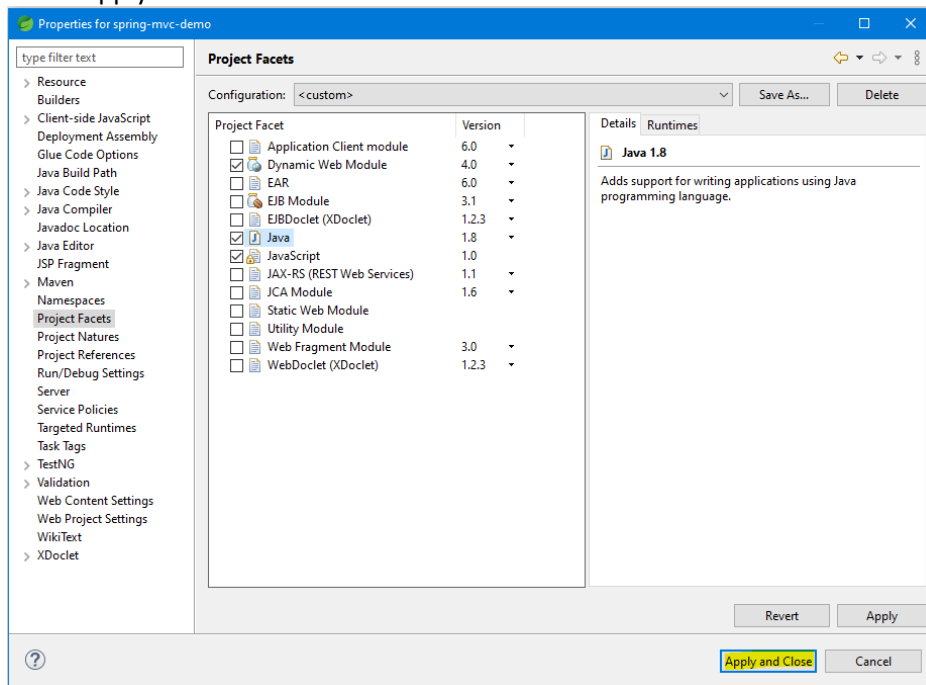 Properties for spring-mvc-demo
type filter text
Project Facets
Resource
Builders
Client-side JavaScript
Deployment Assembly
Glue Code Options
Java Build Path
Java Code Style
Java Compiler
Javadoc Location
Java Editor
JSP Fragment
Maven
Namespaces
Project Facets
Project Natures
Project References
Run/Debug Settings
Server
Service Policies
Targeted Runtimes
Task Tags
TestNG
Validation
Web Content Settings
Web Project Settings
WikiText
XDoclet
Configuration: <custom> Save As... Delete
Project Facet Version
Application Client module 6.0
Dynamic Web Module 4.0
EAR 6.0
EJB Module 3.1
EJBDoclet (XDoclet) 1.2.3
Java 1.8
JavaScript 1.0
JAX-RS (REST Web Services) 1.1
JCA Module 1.6
Static Web Module
Utility Module
Web Fragment Module 3.0
WebDoclet (XDoclet) 1.2.3
Details Runtimes
Java 1.8
Adds support for writing applications using Java
programming language.
Revert Apply
Apply and Close Cancel